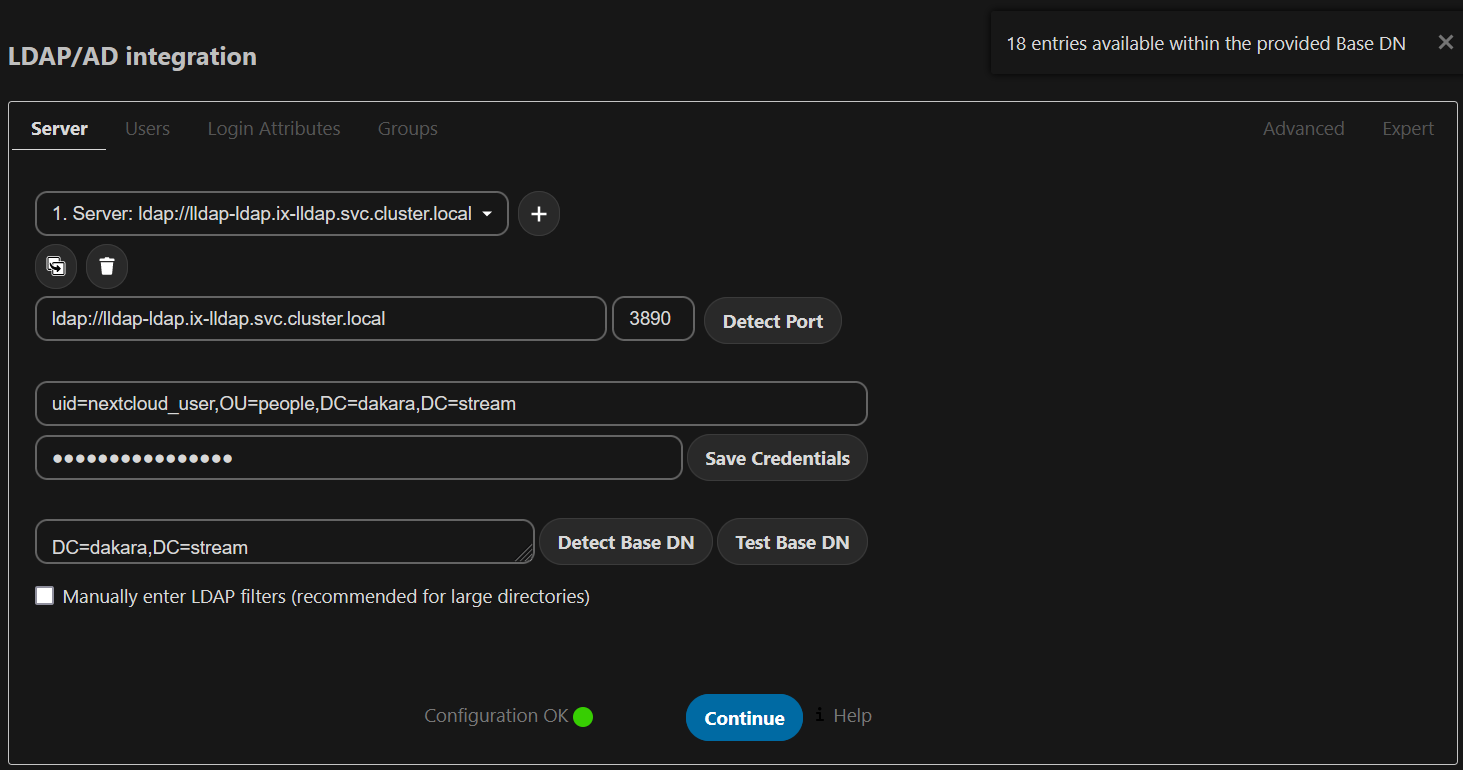 18 entries available within the provided Base DN
LDAP/AD integration
Server Users Login Attributes Groups Advanced Expert
1. Server: ldap://lldap-ldap.ix-lldap.svc.cluster.local
ldap://lldap-ldap.ix-lldap.svc.cluster.local 3890 Detect Port
uid=nextcloud_user,OU=people,DC=dakara,DC=stream
●●●●●●●●●●●●●●●● Save Credentials
DC=dakara,DC=stream Detect Base DN Test Base DN
Manually enter LDAP filters (recommended for large directories)
Configuration OK Continue i Help